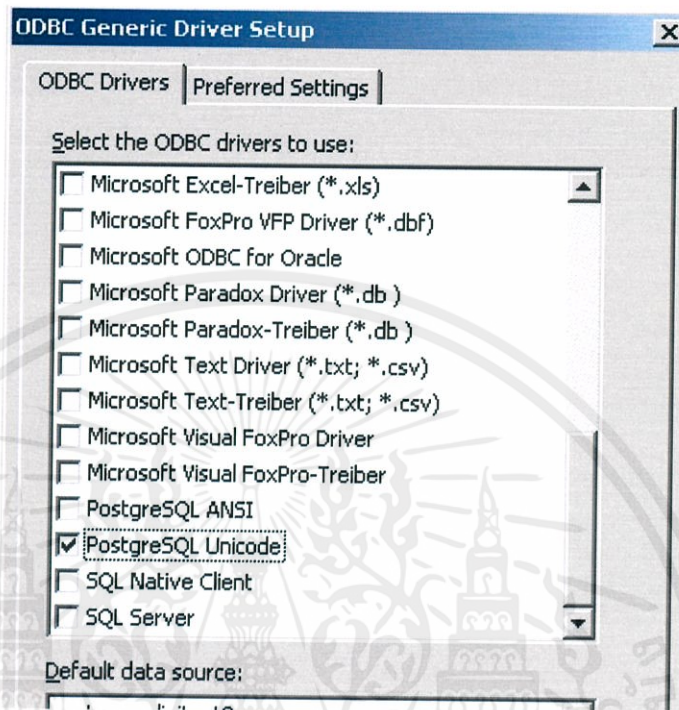 ODBC Generic Driver Setup
ODBC Drivers
Preferred Settings
Select the ODBC drivers to use:
Microsoft Excel-Treiber (*.xls)
Microsoft FoxPro VFP Driver (*.dbf)
Microsoft ODBC for Oracle
Microsoft Paradox Driver (*.db )
Microsoft Paradox-Treiber (*.db )
Microsoft Text Driver (*.txt; *.csv)
Microsoft Text-Treiber (*.txt; *.csv)
Microsoft Visual FoxPro Driver
Microsoft Visual FoxPro-Treiber
PostgreSQL ANSI
PostgreSQL Unicode
SQL Native Client
SQL Server
Default data source: